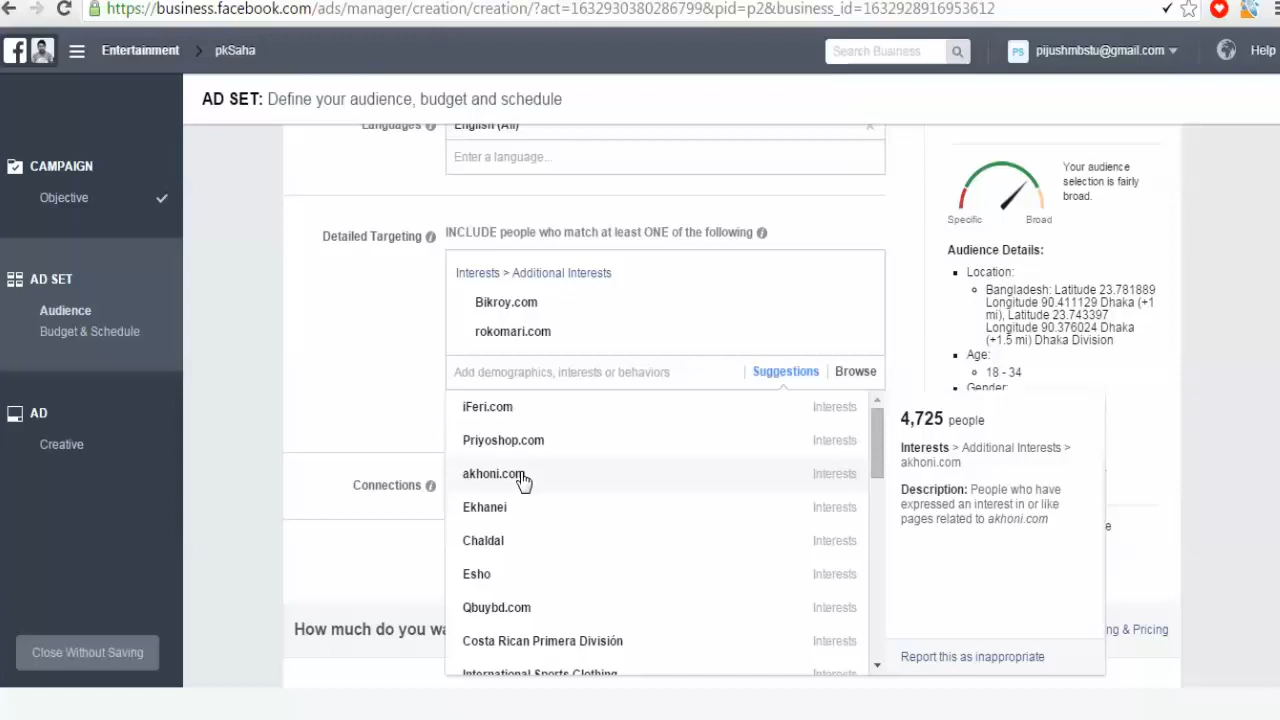 https://business.facebook.com/ads/manager/creation/creation/?act=1632930380286799&pid=p2&business_id=1632928916953612
Entertainment > pkSaha
Search Business
PS pijushmbstu@gmail.com
Help
AD SET: Define your audience, budget and schedule
CAMPAIGN
Objective
AD SET
Audience
Budget & Schedule
AD
Creative
Close Without Saving
Languages
English (All)
Enter a language...
Detailed Targeting
INCLUDE people who match at least ONE of the following
Interests > Additional Interests
Bikroy.com
rokomari.com
Add demographics, interests or behaviors
Suggestions
Browse
iFeri.com Interests
Priyoshop.com Interests
akhoni.com Interests
Ekhanei Interests
Chaldal Interests
Esho Interests
Qbuybd.com Interests
Costa Rican Primera División Interests
International Sports Clothing Interests
Connections
How much do you wa
Your audience
selection is fairly
broad.
Specific
Broad
Audience Details:
Location:
Bangladesh: Latitude 23.781889
Longitude 90.411129 Dhaka (+1
mi), Latitude 23.743397
Longitude 90.376024 Dhaka
(+1.5 mi) Dhaka Division
Age:
18 - 34
Gender:
4,725 people
Interests > Additional Interests >
akhoni.com
Description: People who have
expressed an interest in or like
pages related to akhoni.com
e
ng & Pricing
Report this as inappropriate